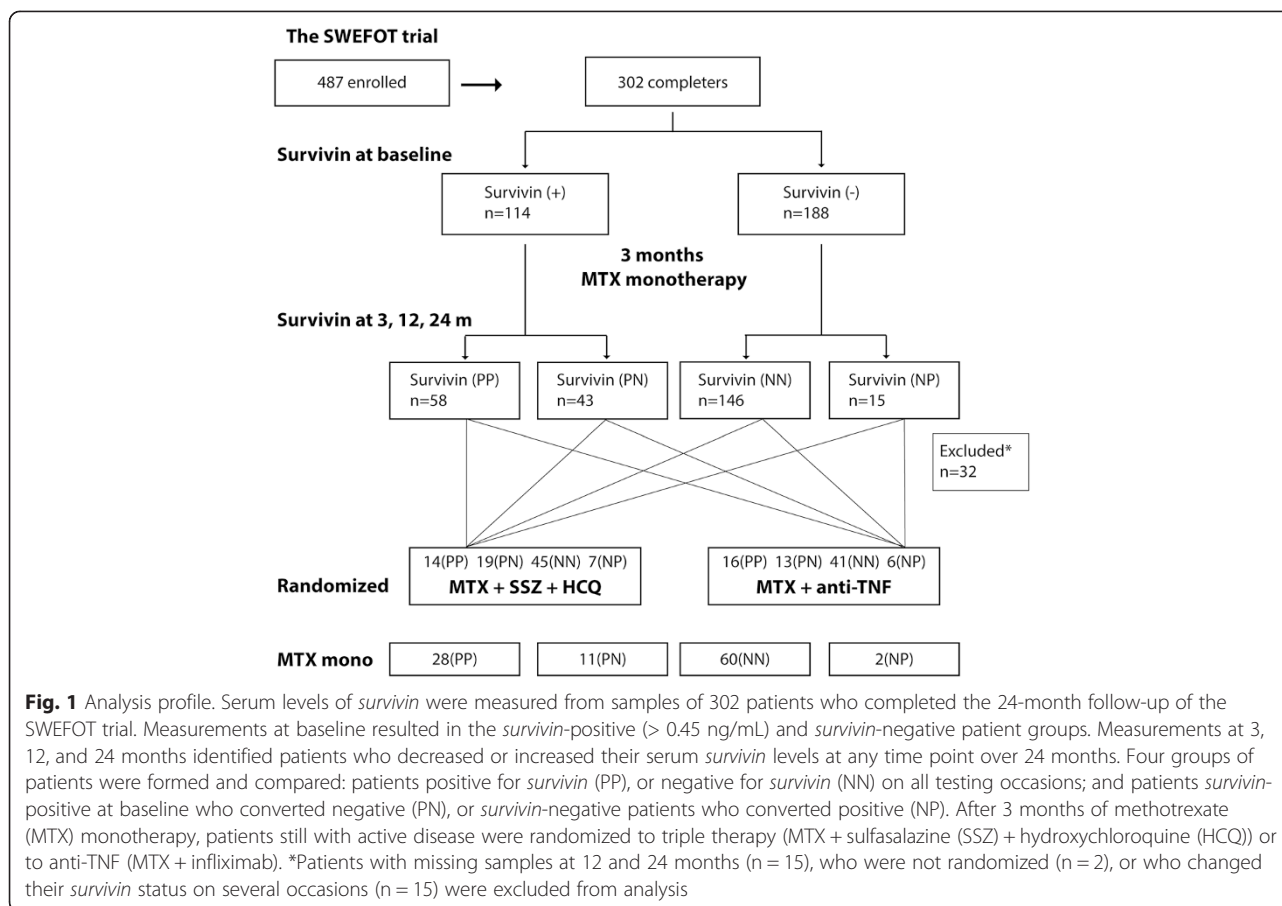 The SWEFOT trial
487 enrolled
302 completers
Survivin at baseline
Survivin (+)
n=114
Survivin (-)
n=188
3 months
MTX monotherapy
Survivin at 3, 12, 24 m
Survivin (PP)
n=58
Survivin (PN)
n=43
Survivin (NN)
n=146
Survivin (NP)
n=15
Excluded*
n=32
Randomized
14(PP) 19(PN) 45(NN) 7(NP)
MTX + SSZ + HCQ
16(PP) 13(PN) 41(NN) 6(NP)
MTX + anti-TNF
MTX mono
28(PP)
11(PN)
60(NN)
2(NP)
Fig. 1 Analysis profile. Serum levels of survivin were measured from samples of 302 patients who completed the 24-month follow-up of the
SWEFOT trial. Measurements at baseline resulted in the survivin-positive (> 0.45 ng/mL) and survivin-negative patient groups. Measurements at 3,
12, and 24 months identified patients who decreased or increased their serum survivin levels at any time point over 24 months. Four groups of
patients were formed and compared: patients positive for survivin (PP), or negative for survivin (NN) on all testing occasions; and patients survivin-
positive at baseline who converted negative (PN), or survivin-negative patients who converted positive (NP). After 3 months of methotrexate
(MTX) monotherapy, patients still with active disease were randomized to triple therapy (MTX + sulfasalazine (SSZ) + hydroxychloroquine (HCQ)) or
to anti-TNF (MTX + infliximab). *Patients with missing samples at 12 and 24 months (n = 15), who were not randomized (n = 2), or who changed
their survivin status on several occasions (n = 15) were excluded from analysis